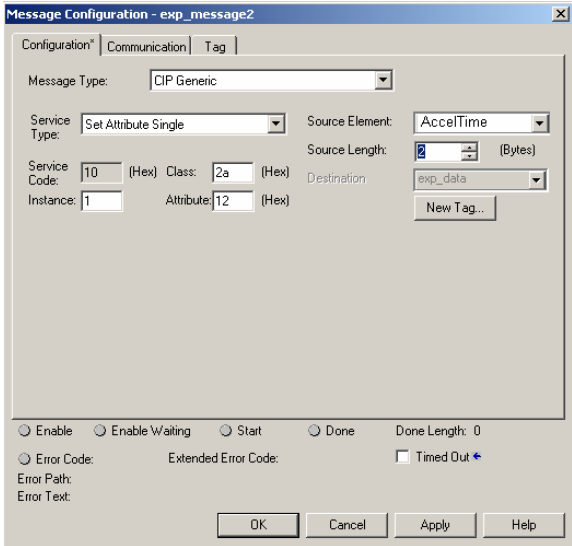 Message Configuration - exp_message2
Configuration* Communication Tag
Message Type: CIP Generic
Service Type: Set Attribute Single
Source Element: AccelTime
Source Length: 2 (Bytes)
Service Code: 10 (Hex) Class: 2a (Hex)
Destination exp_data
Instance: 1 Attribute: 12 (Hex)
New Tag...
Enable Enable Waiting Start Done Done Length: 0
Error Code: Extended Error Code: Timed Out
Error Path:
Error Text:
OK Cancel Apply Help